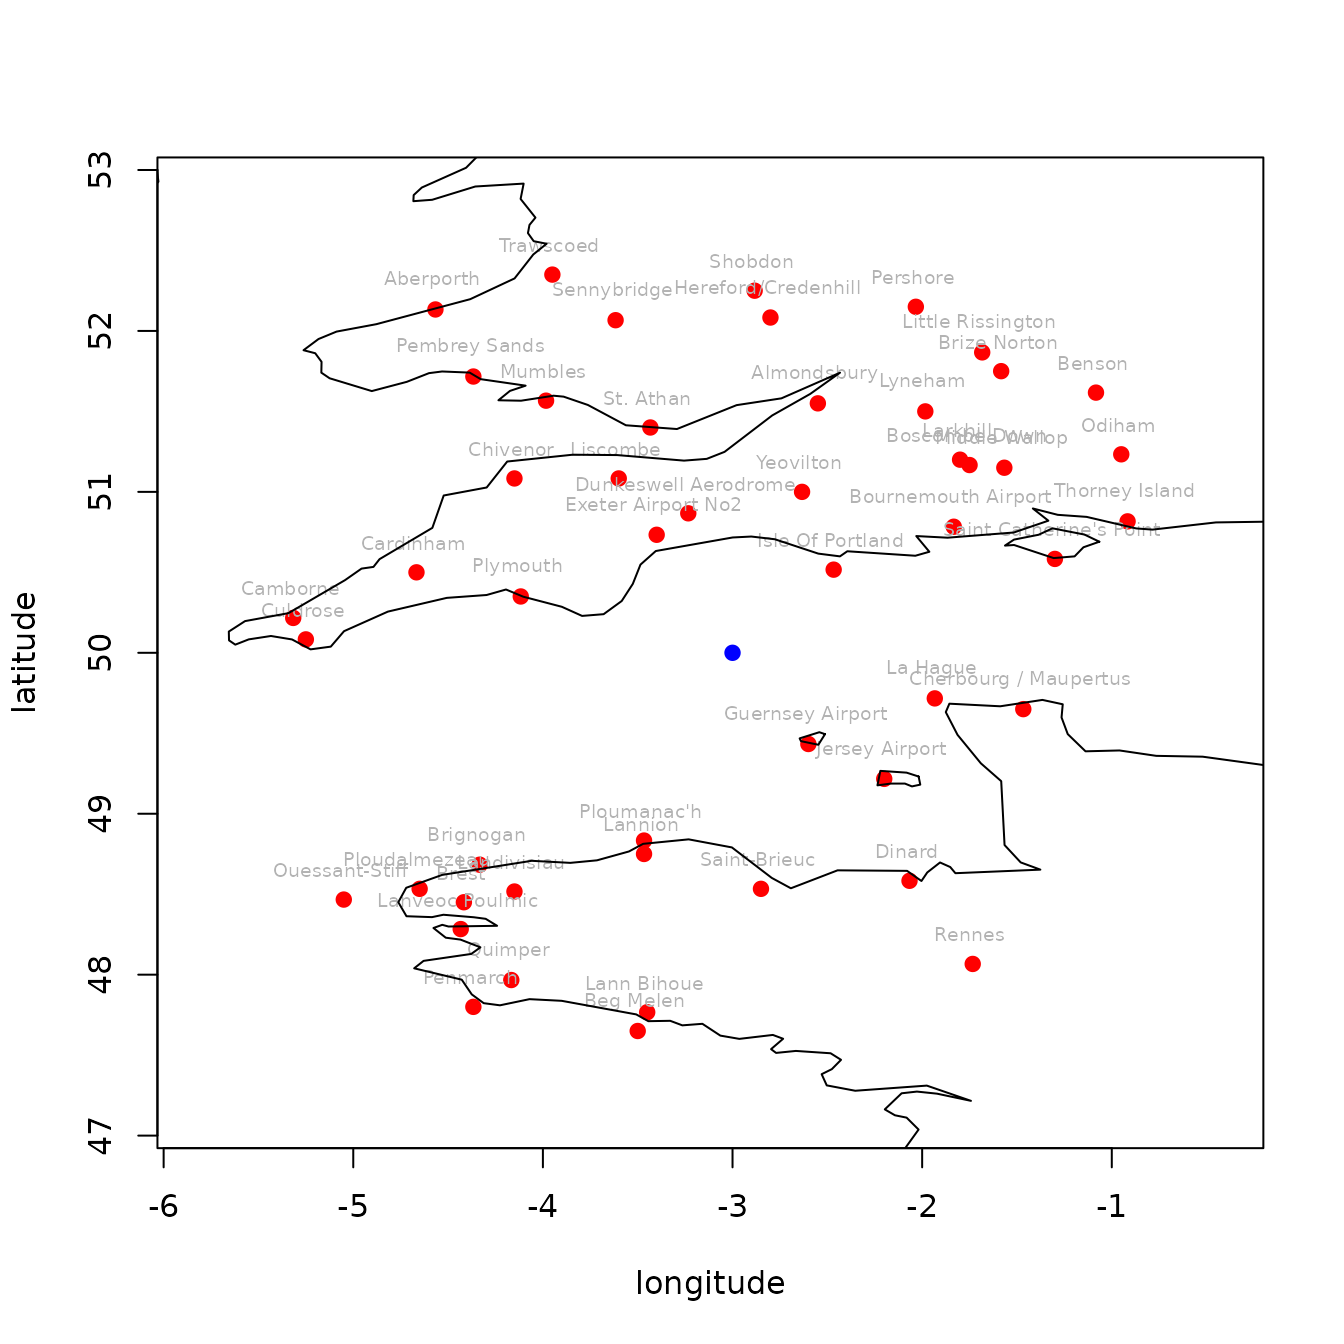 53
Trawscoed
Shobdon
Aberporth
Pershore
Sennybridge
Hereford/Credenhill
52
Little Rissington
Brize Norton
Pembrey Sands
Benson
Mumbles
Almondsbury
Lyneham
St. Athan
Odiham
Larkhill
Boscombe Down
Middle Wallop
Chivenor
Liscombe
Yeovilton
Dunkeswell Aerodrome
51
Thorney Island
Bournemouth Airport
Exeter Airport No2
Saint Catherine's Point
Isle Of Portland
Cardinham
Plymouth
Camborne
Culdrose
50
La Hague
Cherbourg / Maupertus
Guernsey Airport
Jersey Airport
49
Ploumanac'h
Lannion
Brignogan
Dinard
Ploudalmezeau
Saint-Brieuc
Landivisiau
Ouessant-Stiff
Brest
Lanveoc Poulmic
Rennes
Quimper
48
Penmarch
Lann Bihoue
Beg Melen
47
-6 -5 -4 -3 -2 -1
longitude
latitude